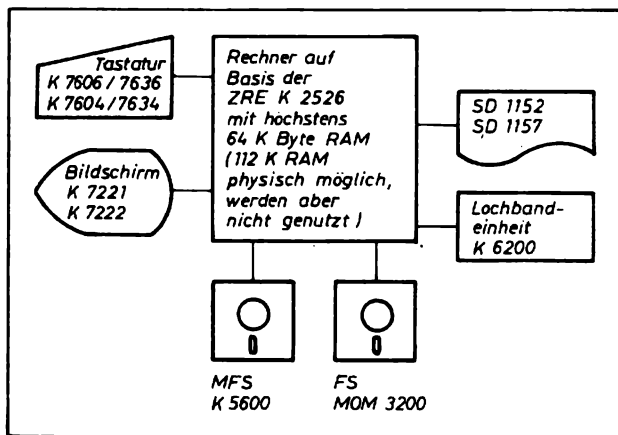 Tastatur
K 7606/7636
K 7604/7634
Bildschirm
K 7221
K 7222
Rechner auf
Basis der
ZRE K 2526
mit höchstens
64 K Byte RAM
(112 K RAM
physisch möglich,
werden aber
nicht genutzt)
SD 1152
SD 1157
Lochband-
einheit
K 6200
MFS
K 5600
FS
MOM 3200